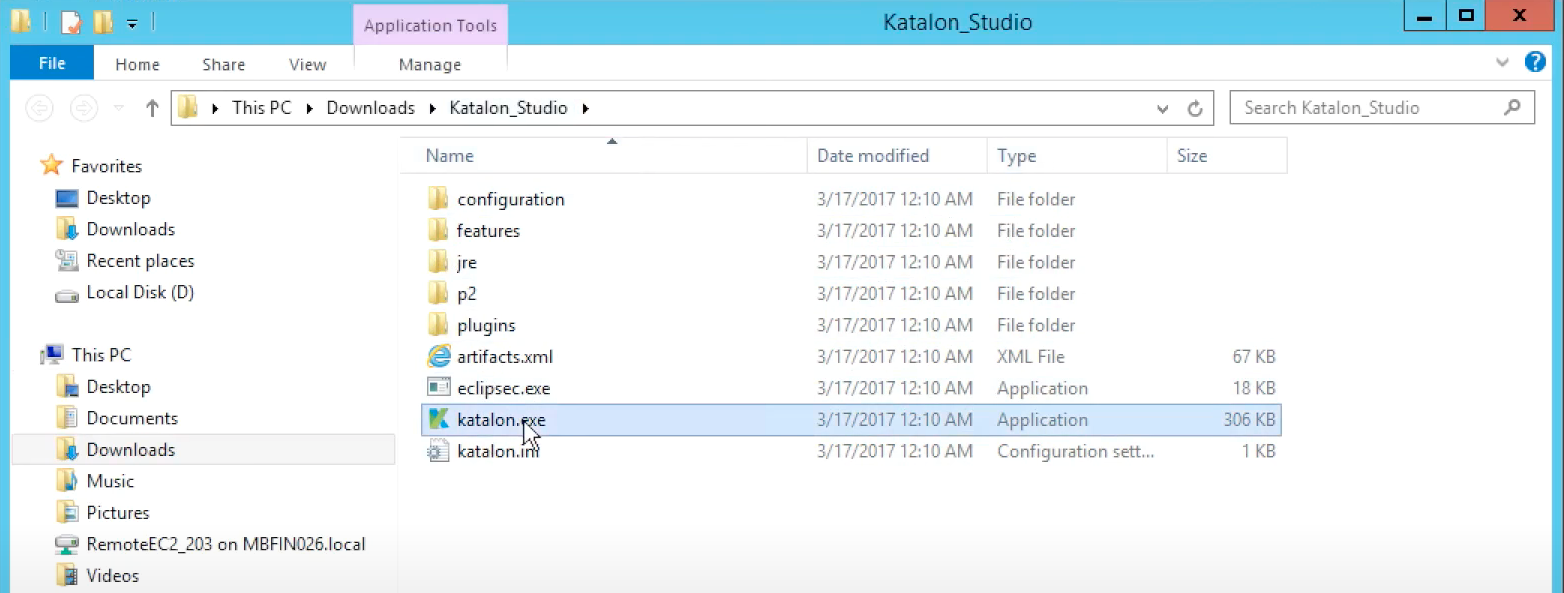 Application Tools
Katalon_Studio
File Home Share View Manage
This PC Downloads Katalon_Studio
Search Katalon_Studio
Name Date modified Type Size
Favorites
Desktop
Downloads
Recent places
Local Disk (D)
This PC
Desktop
Documents
Downloads
Music
Pictures
RemoteEC2_203 on MBFIN026.local
Videos
configuration 3/17/2017 12:10 AM File folder
features 3/17/2017 12:10 AM File folder
jre 3/17/2017 12:10 AM File folder
p2 3/17/2017 12:10 AM File folder
plugins 3/17/2017 12:10 AM File folder
artifacts.xml 3/17/2017 12:10 AM XML File 67 KB
eclipsec.exe 3/17/2017 12:10 AM Application 18 KB
katalon.exe 3/17/2017 12:10 AM Application 306 KB
katalon.ini 3/17/2017 12:10 AM Configuration sett... 1 KB